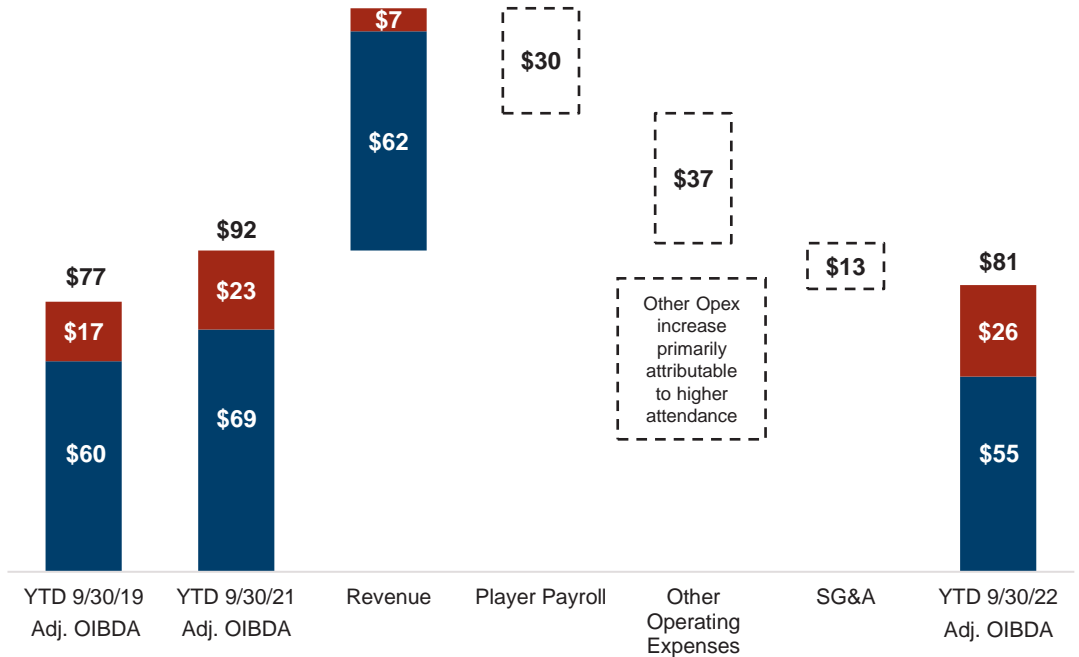 $7
$30
$62
$37
$92
$77
$13
$81
$23
Other Opex
increase
primarily
attributable
to higher
attendance
$17
$26
$69
$60
$55
YTD 9/30/19
Adj. OIBDA
YTD 9/30/21
Adj. OIBDA
Revenue
Player Payroll
Other
Operating
Expenses
SG&A
YTD 9/30/22
Adj. OIBDA